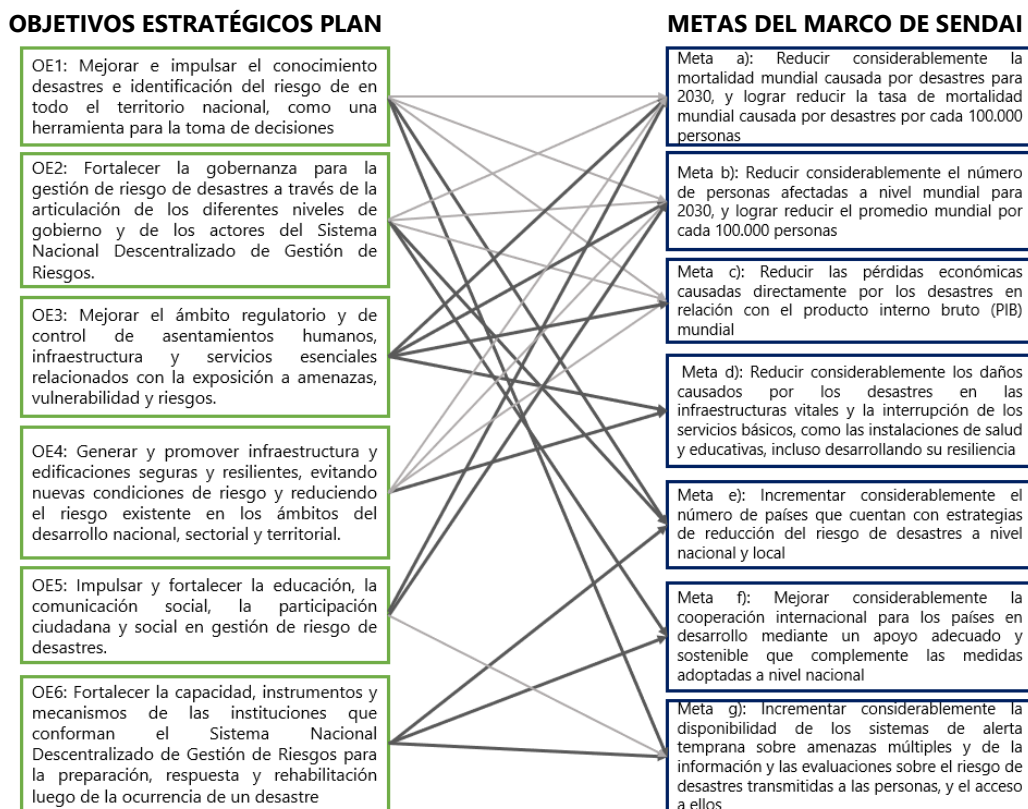 OBJETIVOS ESTRATÉGICOS PLAN
OE1: Mejorar e impulsar el conocimiento
desastres e identificación del riesgo de en
todo el territorio nacional, como una
herramienta para la toma de decisiones
OE2: Fortalecer la gobernanza para la
gestión de riesgo de desastres a través de la
articulación de los diferentes niveles de
gobierno y de los actores del Sistema
Nacional Descentralizado de Gestión de
Riesgos.
OE3: Mejorar el ámbito regulatorio y de
control de asentamientos humanos,
infraestructura y servicios esenciales
relacionados con la exposición a amenazas,
vulnerabilidad y riesgos.
OE4: Generar y promover infraestructura y
edificaciones seguras y resilientes, evitando
nuevas condiciones de riesgo y reduciendo
el riesgo existente en los ámbitos del
desarrollo nacional, sectorial y territorial.
OE5: Impulsar y fortalecer la educación, la
comunicación social, la participación
ciudadana y social en gestión de riesgo de
desastres.
OE6: Fortalecer la capacidad, instrumentos y
mecanismos de las instituciones que
conforman el Sistema Nacional
Descentralizado de Gestión de Riesgos para
la preparación, respuesta y rehabilitación
luego de la ocurrencia de un desastre
METAS DEL MARCO DE SENDAI
Meta a): Reducir considerablemente la
mortalidad mundial causada por desastres para
2030, y lograr reducir la tasa de mortalidad
mundial causada por desastres por cada 100.000
personas
Meta b): Reducir considerablemente el número
de personas afectadas a nivel mundial para
2030, y lograr reducir el promedio mundial por
cada 100.000 personas
Meta c): Reducir las pérdidas económicas
causadas directamente por los desastres en
relación con el producto interno bruto (PIB)
mundial
Meta d): Reducir considerablemente los daños
causados por los desastres en las
infraestructuras vitales y la interrupción de los
servicios básicos, como las instalaciones de salud
y educativas, incluso desarrollando su resiliencia
Meta e): Incrementar considerablemente el
número de países que cuentan con estrategias
de reducción del riesgo de desastres a nivel
nacional y local
Meta f): Mejorar considerablemente la
cooperación internacional para los países en
desarrollo mediante un apoyo adecuado y
sostenible que complemente las medidas
adoptadas a nivel nacional
Meta g): Incrementar considerablemente la
disponibilidad de los sistemas de alerta
temprana sobre amenazas múltiples y de la
información y las evaluaciones sobre el riesgo de
desastres transmitidas a las personas, y el acceso
a ellos